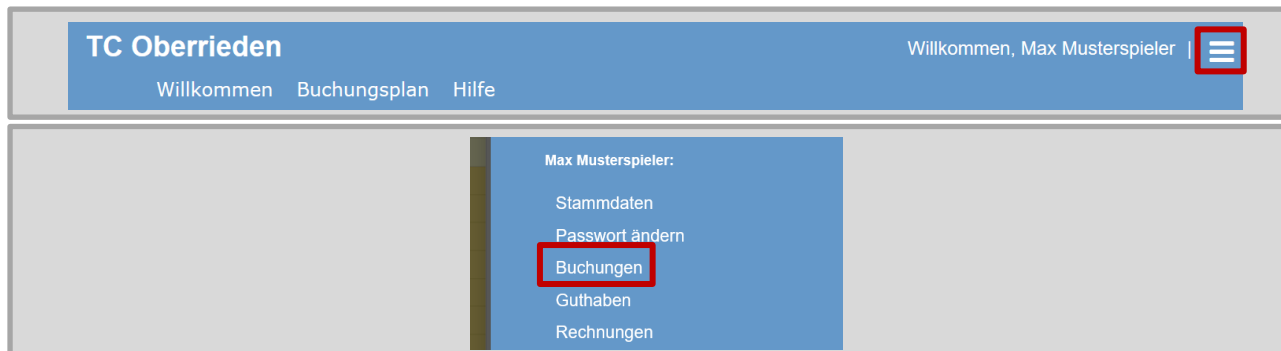 TC Oberrieden
Willkommen, Max Musterspieler |
Willkommen Buchungsplan Hilfe
Max Musterspieler:
Stammdaten
Passwort ändern
Buchungen
Guthaben
Rechnungen